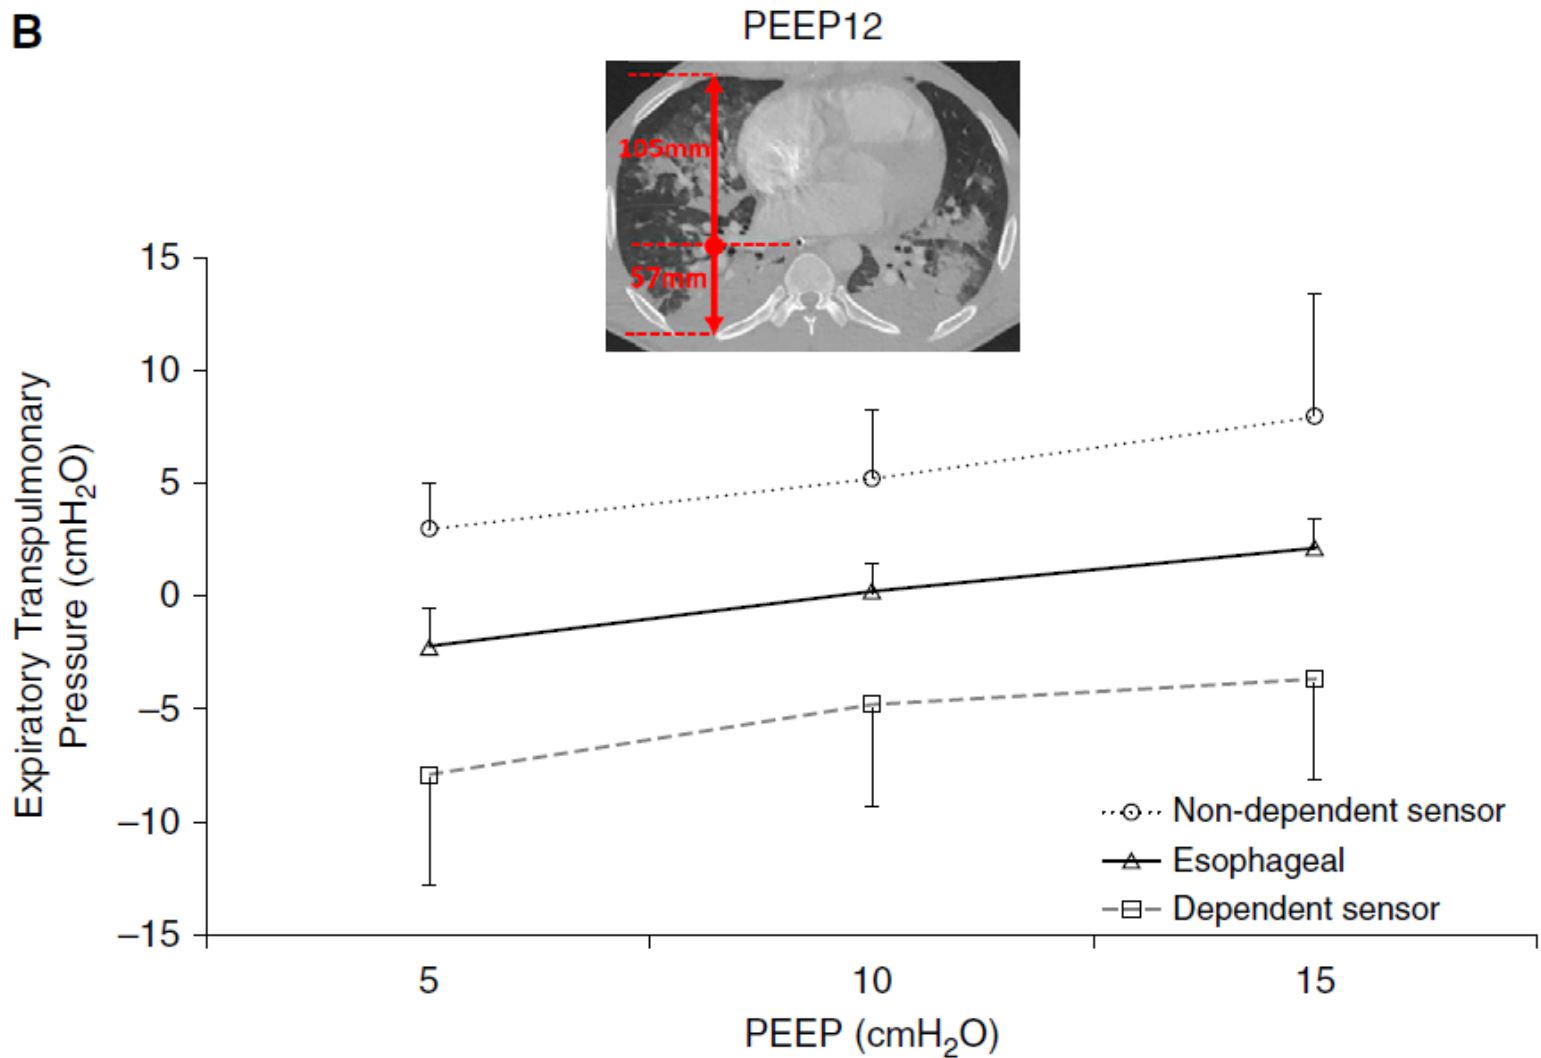 B
PEEP12
105mm
57mm
15
10
5
0
−5
−10
−15
Expiratory Transpulmonary
Pressure (cmH₂O)
Non-dependent sensor
Esophageal
Dependent sensor
5 10 15
PEEP (cmH₂O)